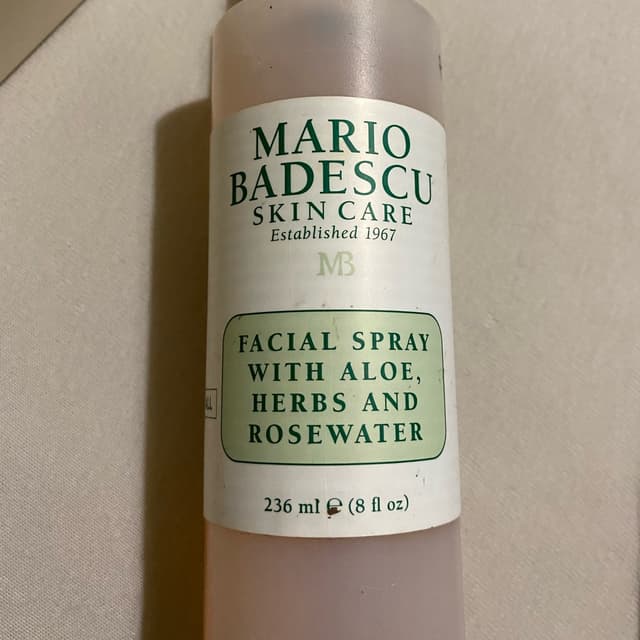 MARIO
BADESCU
SKIN CARE
Established 1967
MB
FACIAL SPRAY
WITH ALOE,
HERBS AND
ROSEWATER
236 ml ℮ (8 fl oz)